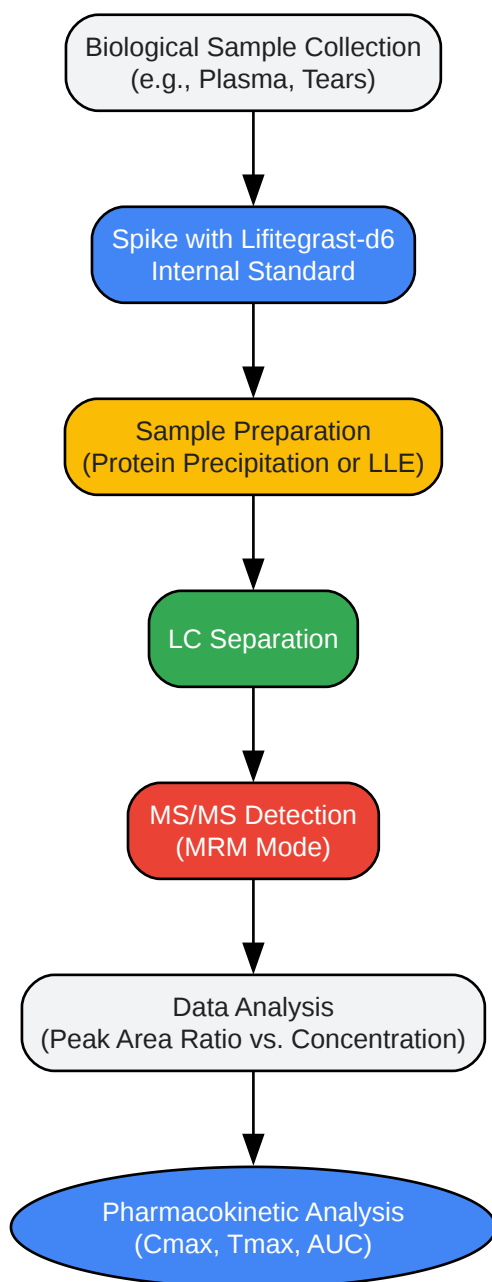 Biological Sample Collection
(e.g., Plasma, Tears)
Spike with Lifitegrast-d6
Internal Standard
Sample Preparation
(Protein Precipitation or LLE)
LC Separation
MS/MS Detection
(MRM Mode)
Data Analysis
(Peak Area Ratio vs. Concentration)
Pharmacokinetic Analysis
(Cmax, Tmax, AUC)